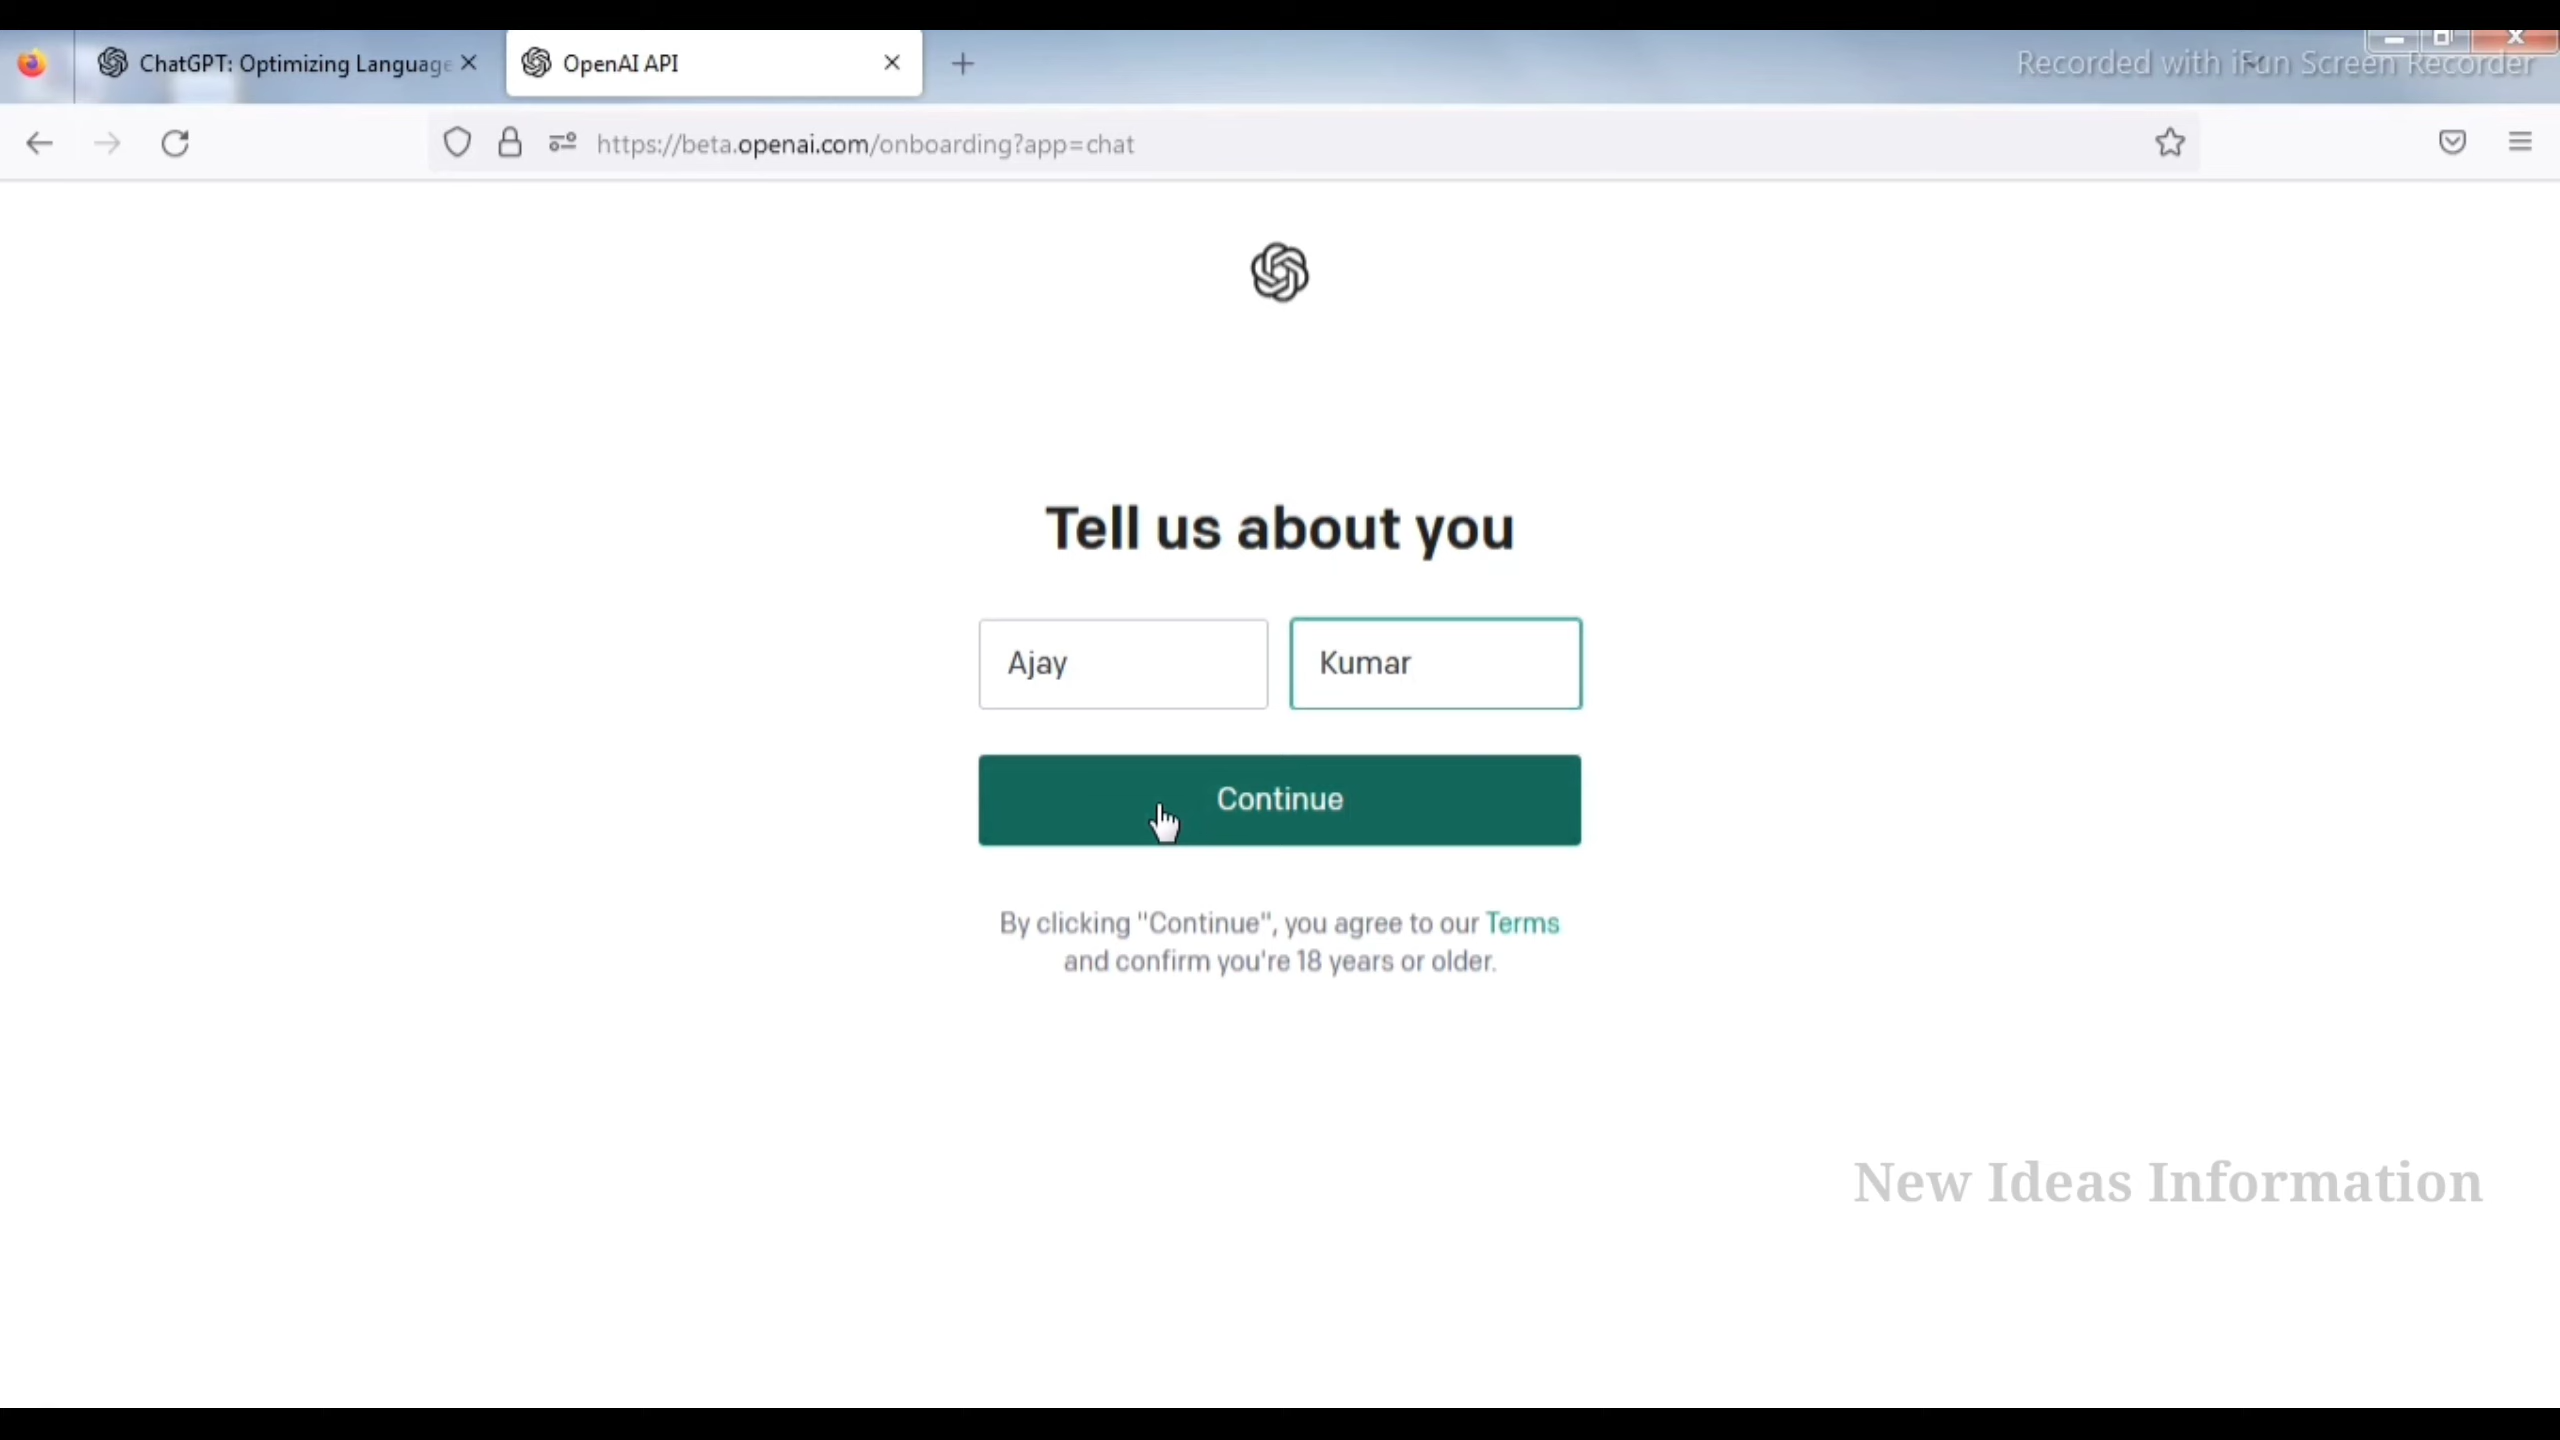 ChatGPT: Optimizing Language
OpenAI API
Recorded with iFun Screen Recorder
https://beta.openai.com/onboarding?app=chat
Tell us about you
Ajay
Kumar
Continue
By clicking "Continue", you agree to our Terms
and confirm you're 18 years or older.
New Ideas Information